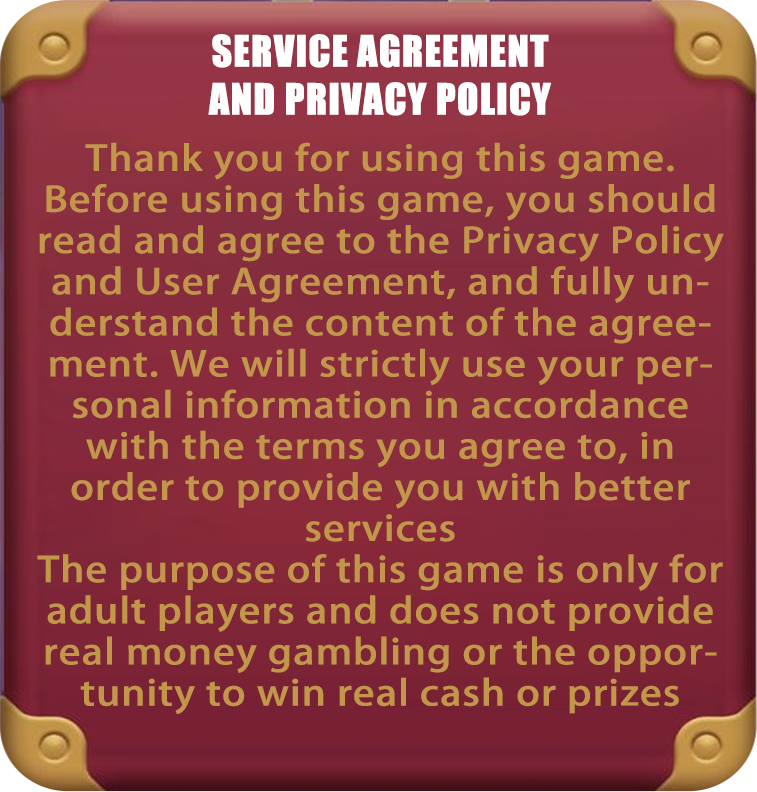 SERVICE AGREEMENT
AND PRIVACY POLICY
Thank you for using this game.
Before using this game, you should
read and agree to the Privacy Policy
and User Agreement, and fully un-
derstand the content of the agree-
ment. We will strictly use your per-
sonal information in accordance
with the terms you agree to, in
order to provide you with better
services
The purpose of this game is only for
adult players and does not provide
real money gambling or the oppor-
tunity to win real cash or prizes